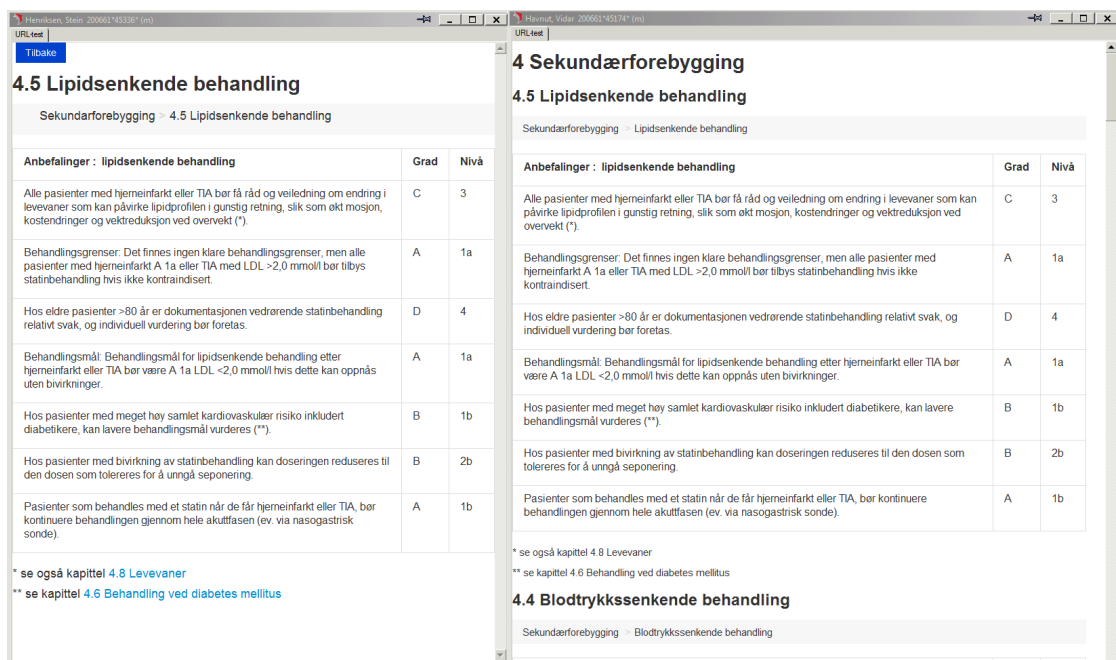 Henriksen, Stein 200661*45336* (m)
URL-test
Tilbake
4.5 Lipidsenkende behandling
Sekundarforebygging > 4.5 Lipidsenkende behandling
Anbefalinger : lipidsenkende behandling Grad Nivå
Alle pasienter med hjerneinfarkt eller TIA bør få råd og veiledning om endring i C 3
levevaner som kan påvirke lipidprofilen i gunstig retning, slik som økt mosjon,
kostendringer og vektreduksjon ved overvekt (*).
Behandlingsgrenser: Det finnes ingen klare behandlingsgrenser, men alle A 1a
pasienter med hjerneinfarkt A 1a eller TIA med LDL >2,0 mmol/l bør tilbys
statinbehandling hvis ikke kontraindisert.
Hos eldre pasienter >80 år er dokumentasjonen vedrørende statinbehandling D 4
relativt svak, og individuell vurdering bør foretas.
Behandlingsmål: Behandlingsmål for lipidsenkende behandling etter A 1a
hjerneinfarkt eller TIA bør være A 1a LDL <2,0 mmol/l hvis dette kan oppnås
uten bivirkninger.
Hos pasienter med meget høy samlet kardiovaskulær risiko inkludert B 1b
diabetikere, kan lavere behandlingsmål vurderes (**).
Hos pasienter med bivirkning av statinbehandling kan doseringen reduseres til B 2b
den dosen som tolereres for å unngå seponering.
Pasienter som behandles med et statin når de får hjerneinfarkt eller TIA, bør A 1b
kontinuere behandlingen gjennom hele akuttfasen (ev. via nasogastrisk
sonde).
* se også kapittel 4.8 Levevaner
** se kapittel 4.6 Behandling ved diabetes mellitus
Havnut, Vidar 200661*45174* (m)
URL-test
4 Sekundærforebygging
4.5 Lipidsenkende behandling
Sekundærforebygging > Lipidsenkende behandling
Anbefalinger : lipidsenkende behandling Grad Nivå
Alle pasienter med hjerneinfarkt eller TIA bør få råd og veiledning om endring i levevaner som kan C 3
påvirke lipidprofilen i gunstig retning, slik som økt mosjon, kostendringer og vektreduksjon ved
overvekt (*).
Behandlingsgrenser: Det finnes ingen klare behandlingsgrenser, men alle pasienter med A 1a
hjerneinfarkt A 1a eller TIA med LDL >2,0 mmol/l bør tilbys statinbehandling hvis ikke
kontraindisert.
Hos eldre pasienter >80 år er dokumentasjonen vedrørende statinbehandling relativt svak, og D 4
individuell vurdering bør foretas.
Behandlingsmål: Behandlingsmål for lipidsenkende behandling etter hjerneinfarkt eller TIA bør A 1a
være A 1a LDL <2,0 mmol/l hvis dette kan oppnås uten bivirkninger.
Hos pasienter med meget høy samlet kardiovaskulær risiko inkludert diabetikere, kan lavere B 1b
behandlingsmål vurderes (**).
Hos pasienter med bivirkning av statinbehandling kan doseringen reduseres til den dosen som B 2b
tolereres for å unngå seponering.
Pasienter som behandles med et statin når de får hjerneinfarkt eller TIA, bør kontinuere A 1b
behandlingen gjennom hele akuttfasen (ev. via nasogastrisk sonde).
* se også kapittel 4.8 Levevaner
** se kapittel 4.6 Behandling ved diabetes mellitus
4.4 Blodtrykkssenkende behandling
Sekundærforebygging > Blodtrykkssenkende behandling